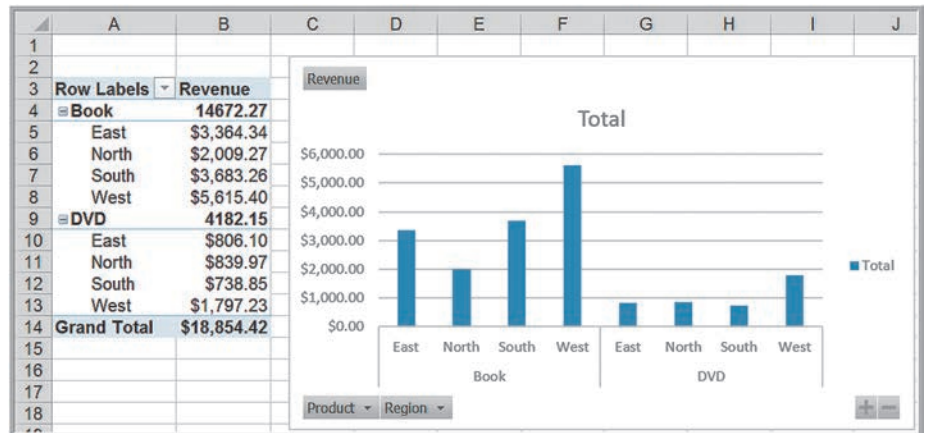 A B C D E F G H I J
1
2
3 Row Labels Revenue
4 Book 14672.27
5 East $3,364.34
6 North $2,009.27
7 South $3,683.26
8 West $5,615.40
9 DVD 4182.15
10 East $806.10
11 North $839.97
12 South $738.85
13 West $1,797.23
14 Grand Total $18,854.42
15
16
17
18
Revenue
Total
$6,000.00
$5,000.00
$4,000.00
$3,000.00
$2,000.00
$1,000.00
$0.00
Total
East North South West East North South West
Book DVD
Product Region